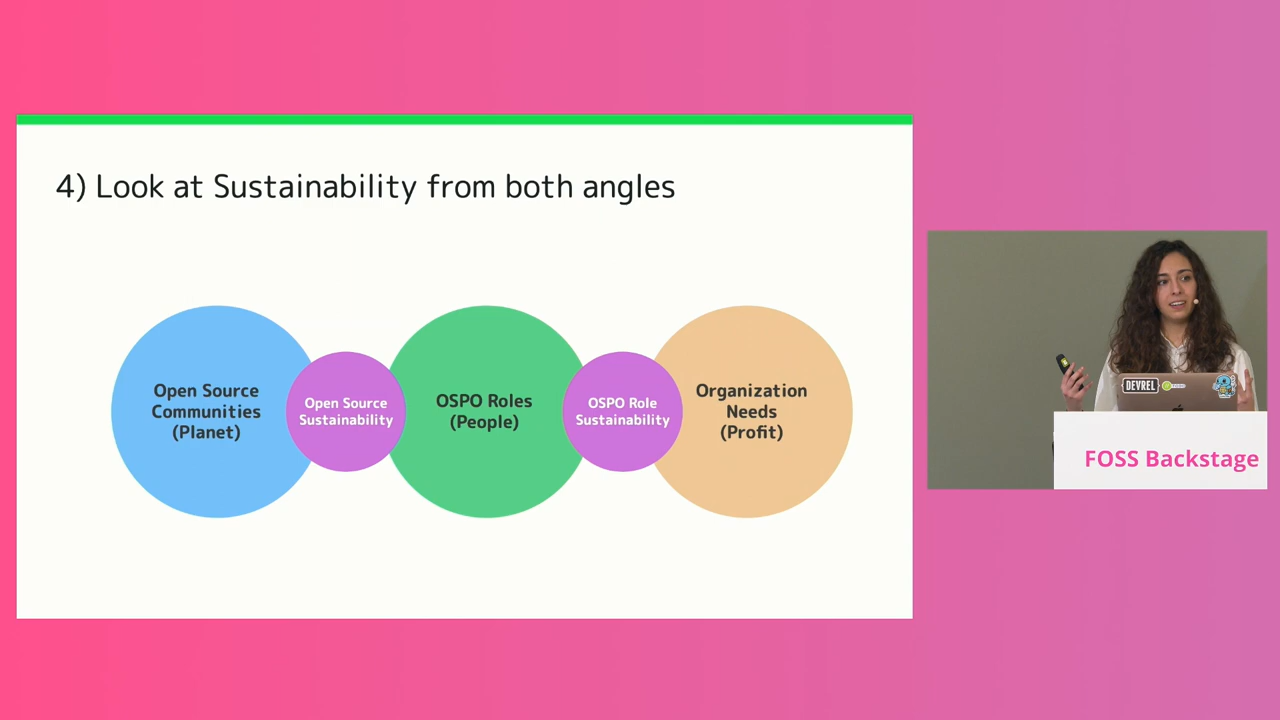 4) Look at Sustainability from both angles
Open Source
Communities
(Planet)
Open Source
Sustainability
OSPO Roles
(People)
OSPO Role
Sustainability
Organization
Needs
(Profit)
DEVREL
FOSS Backstage